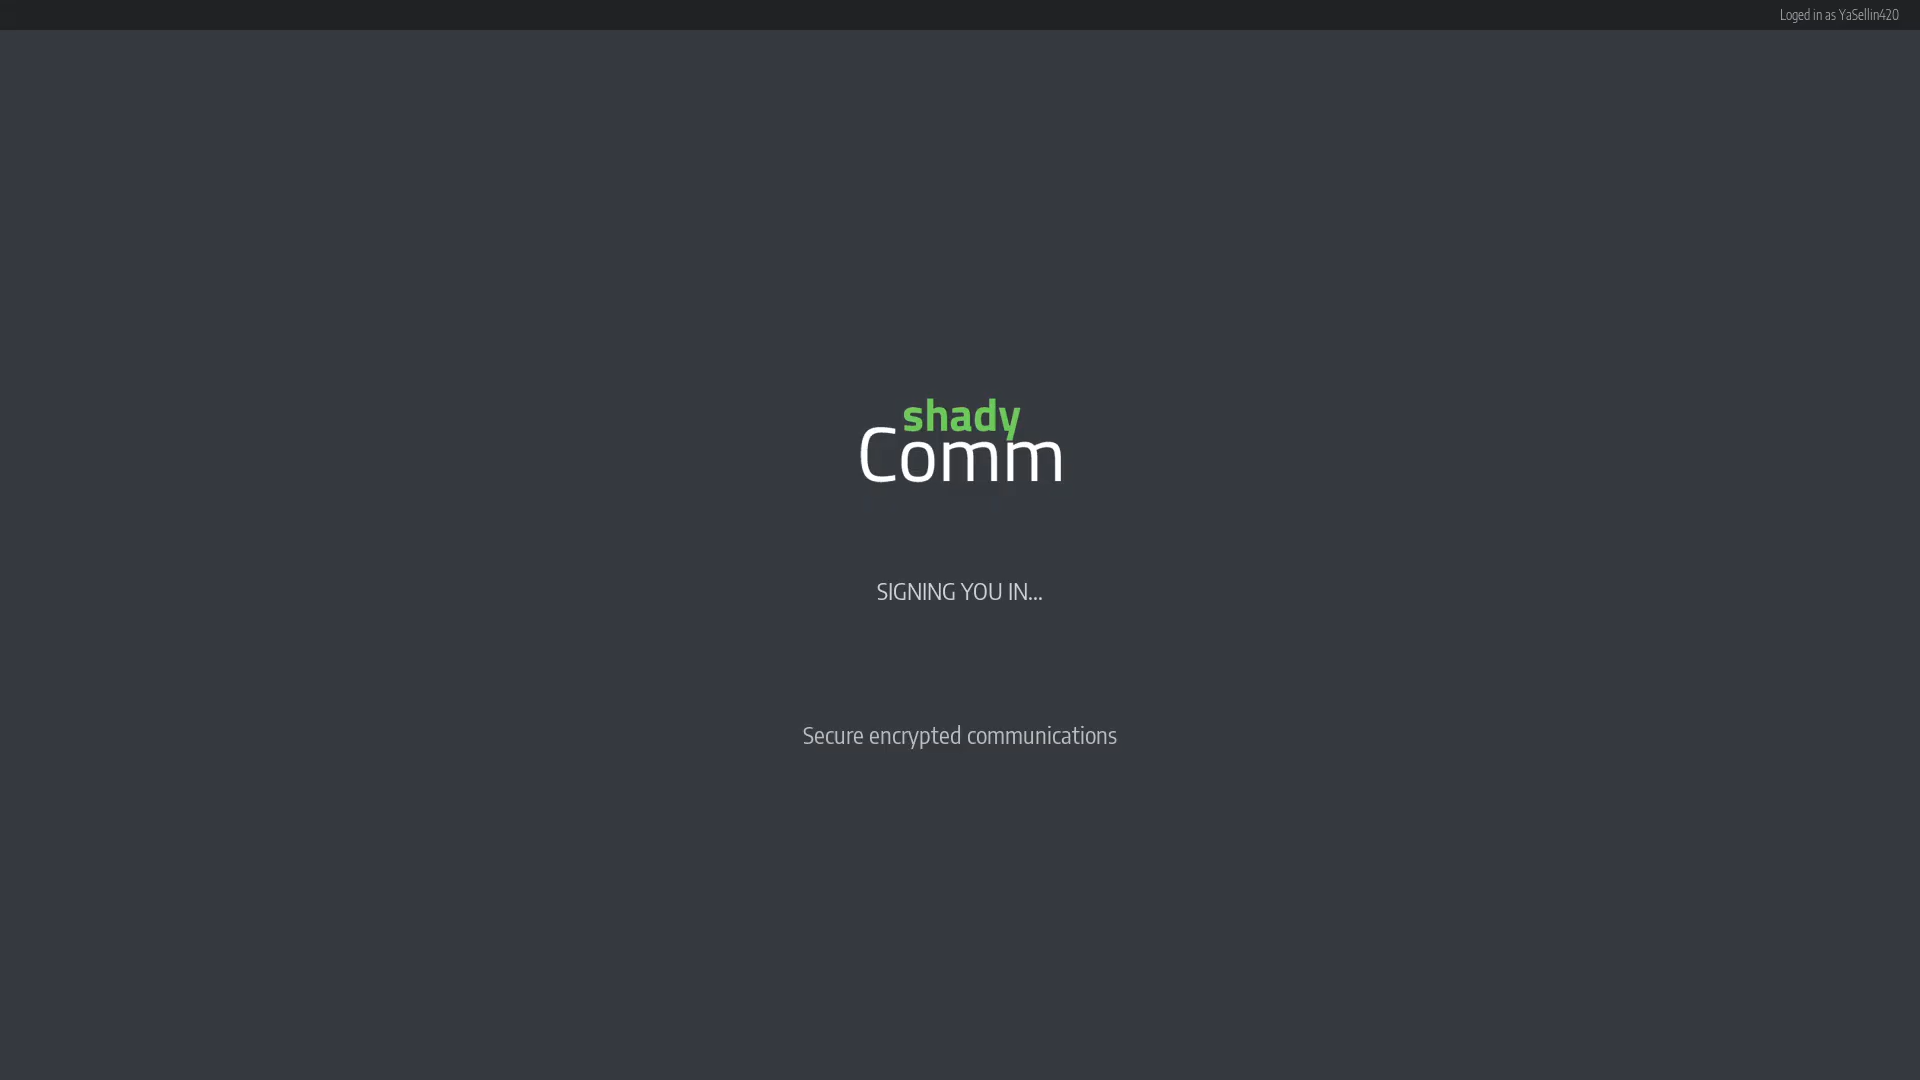 Loged in as YaSellin420
shady
Comm
SIGNING YOU IN...
Secure encrypted communications